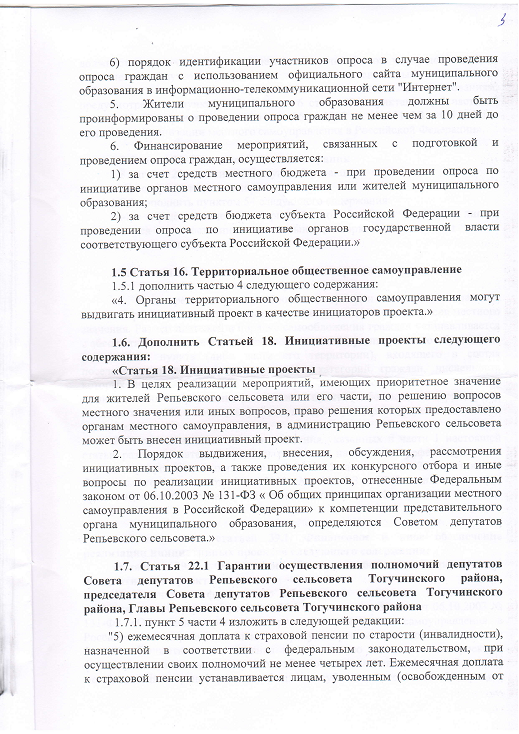 3
6) порядок идентификации участников опроса в случае проведения
опроса граждан с использованием официального сайта муниципального
образования в информационно-телекоммуникационной сети "Интернет".
5. Жители муниципального образования должны быть
проинформированы о проведении опроса граждан не менее чем за 10 дней до
его проведения.
6. Финансирование мероприятий, связанных с подготовкой и
проведением опроса граждан, осуществляется:
1) за счет средств местного бюджета - при проведении опроса по
инициативе органов местного самоуправления или жителей муниципального
образования;
2) за счет средств бюджета субъекта Российской Федерации - при
проведении опроса по инициативе органов государственной власти
соответствующего субъекта Российской Федерации.»
1.5 Статья 16. Территориальное общественное самоуправление
1.5.1 дополнить частью 4 следующего содержания:
«4. Органы территориального общественного самоуправления могут
выдвигать инициативный проект в качестве инициаторов проекта.»
1.6. Дополнить Статьей 18. Инициативные проекты следующего
содержания:
«Статья 18. Инициативные проекты
1. В целях реализации мероприятий, имеющих приоритетное значение
для жителей Репьевского сельсовета или его части, по решению вопросов
местного значения или иных вопросов, право решения которых предоставлено
органам местного самоуправления, в администрацию Репьевского сельсовета
может быть внесен инициативный проект.
2. Порядок выдвижения, внесения, обсуждения, рассмотрения
инициативных проектов, а также проведения их конкурсного отбора и иные
вопросы по реализации инициативных проектов, отнесенные Федеральным
законом от 06.10.2003 № 131-ФЗ « Об общих принципах организации местного
самоуправления в Российской Федерации» к компетенции представительного
органа муниципального образования, определяются Советом депутатов
Репьевского сельсовета.»
1.7. Статья 22.1 Гарантии осуществления полномочий депутатов
Совета депутатов Репьевского сельсовета Тогучинского района,
председателя Совета депутатов Репьевского сельсовета Тогучинского
района, Главы Репьевского сельсовета Тогучинского района
1.7.1. пункт 5 части 4 изложить в следующей редакции:
"5) ежемесячная доплата к страховой пенсии по старости (инвалидности),
назначенной в соответствии с федеральным законодательством, при
осуществлении своих полномочий не менее четырех лет. Ежемесячная доплата
к страховой пенсии устанавливается лицам, уволенным (освобожденным от